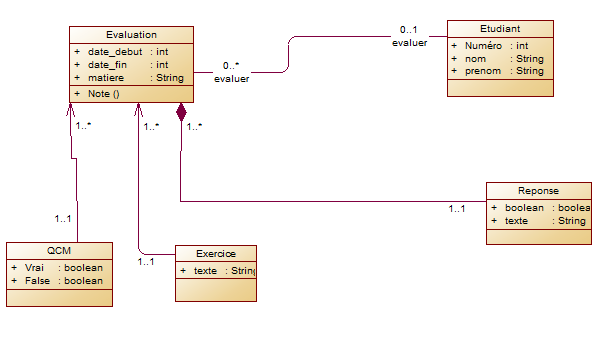 Evaluation
+ date_debut : int
+ date_fin : int
+ matiere : String
+ Note ()
0..*
evaluer
0..1
evaluer
Etudiant
+ Numéro : int
+ nom : String
+ prenom : String
1..*
1..*
1..*
1..1
1..1
1..1
QCM
+ Vrai : boolean
+ False : boolean
Exercice
+ texte : String
Reponse
+ boolean : boolea
+ texte : String